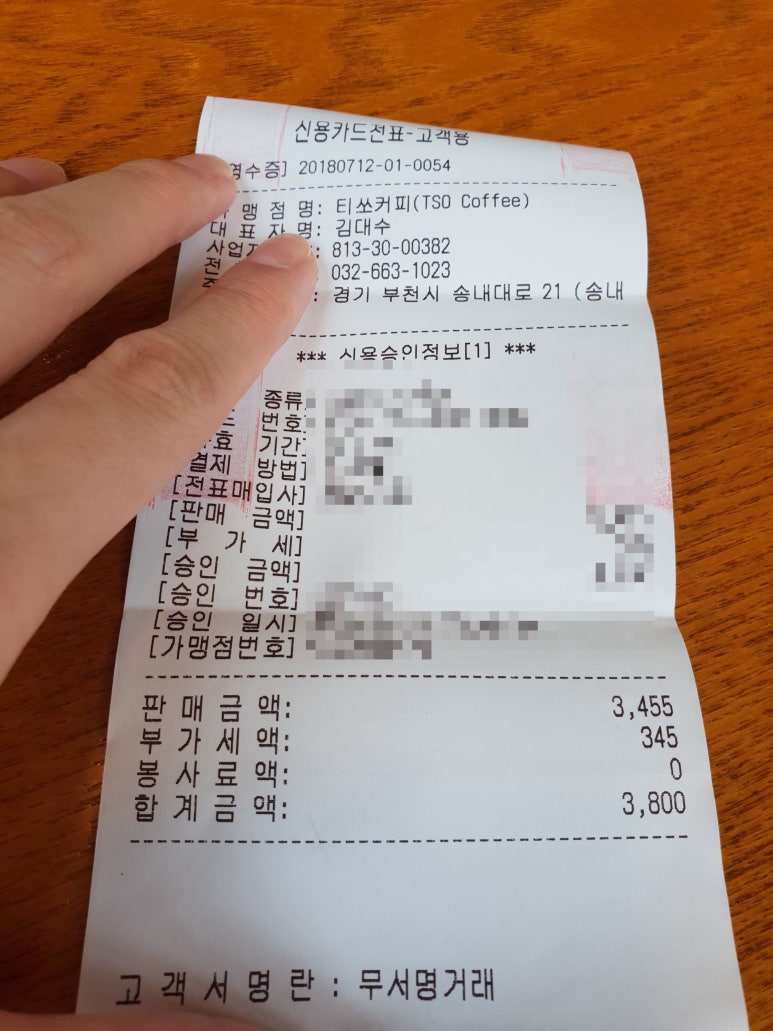 신용카드전표-고객용
영수증] 20180712-01-0054
맹 점 명: 티쏘커피(TSO Coffee)
대 표 자 명: 김대수
사업자 : 813-30-00382
전 032-663-1023
: 경기 부천시 송내대로 21 (송내
*** 신용승인정보[1] ***
종류]
번호]
효 기간]
결제 방법]
[전표매입사]
[판매 금액]
[부 가 세]
[승인 금액]
[승인 번호]
[승인 일시]
[가맹점번호]
판 매 금 액: 3,455
부 가 세 액: 345
봉 사 료 액: 0
합 계 금 액: 3,800
고 객 서 명 란 : 무서명거래